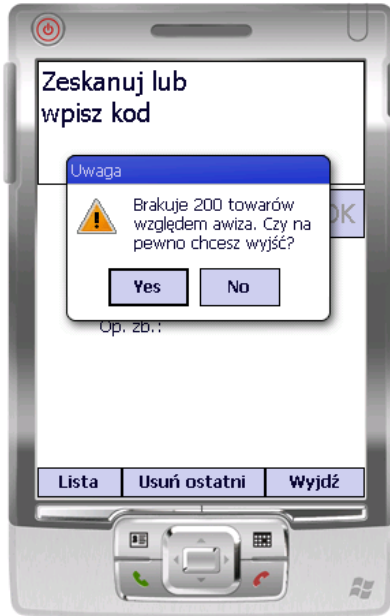 Zeskanuj lub
wpisz kod
Uwaga
Brakuje 200 towarów
względem awiza. Czy na
pewno chcesz wyjść?
OK
Yes
No
Op. zb.:
Lista
Usuń ostatni
Wyjdź